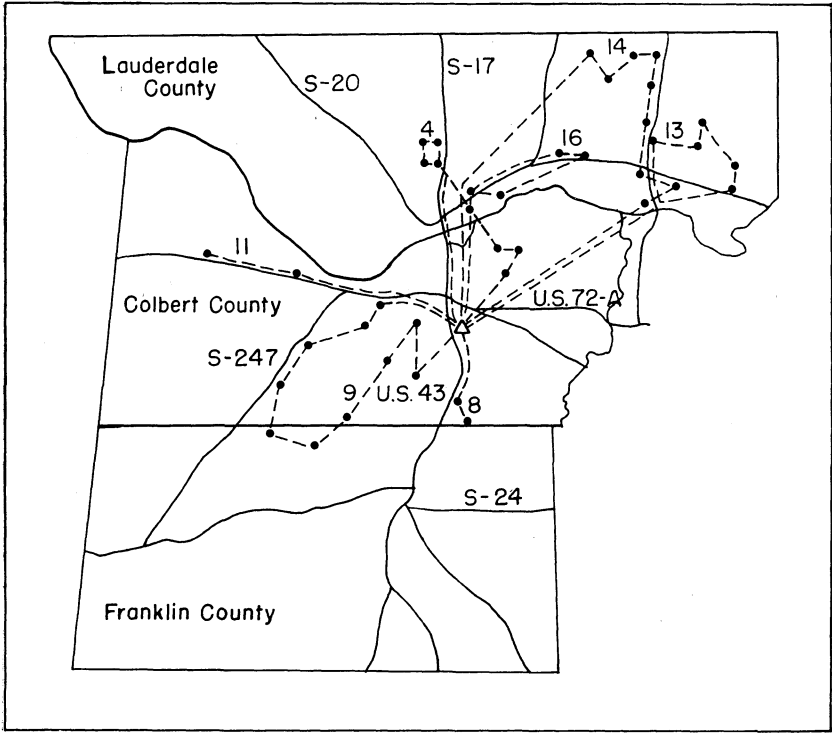 14
Lauderdale
County
S-20
S-17
4
16
13
11
Colbert County
U.S. 72-A
S-247
9
U.S. 43
8
S-24
Franklin County